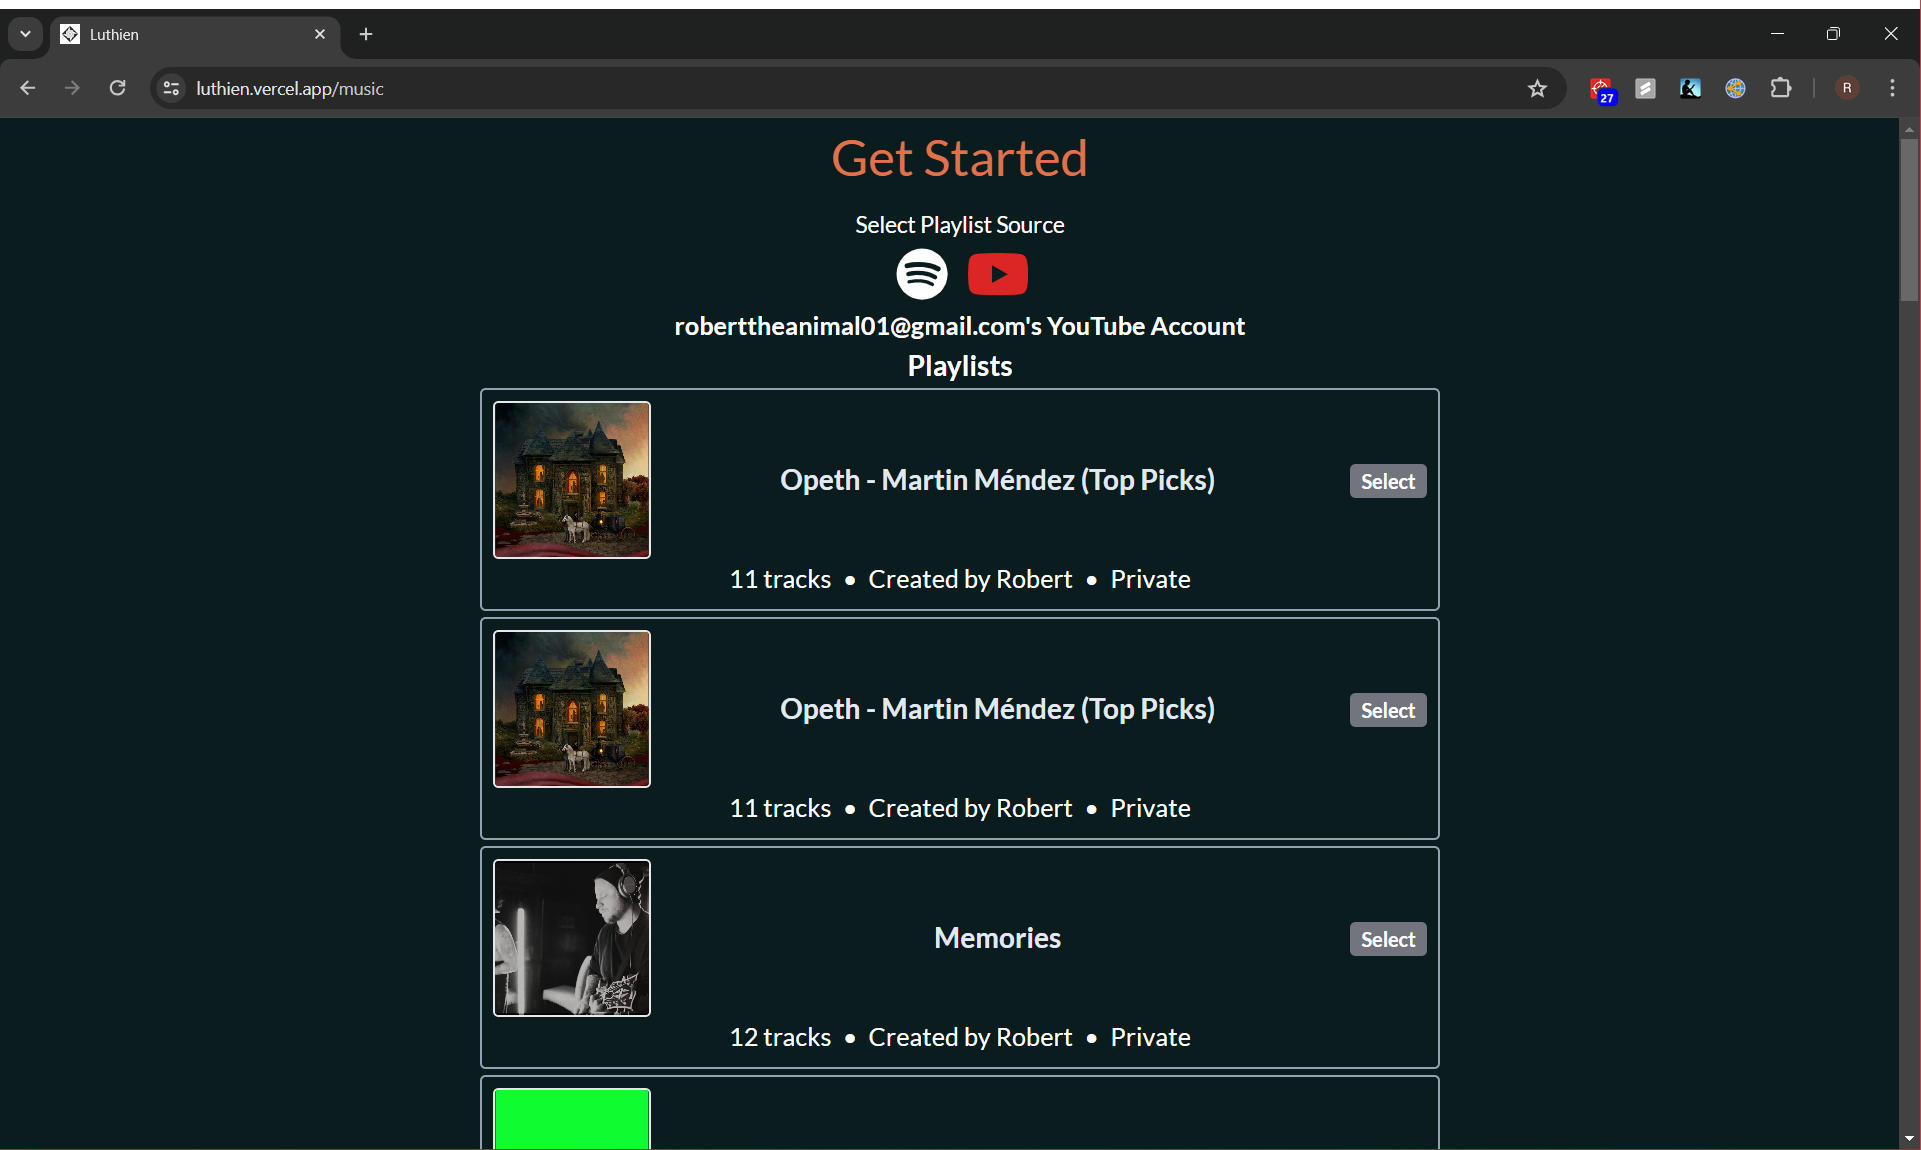 Luthien
luthien.vercel.app/music
27
R
Get Started
Select Playlist Source
roberttheanimal01@gmail.com's YouTube Account
Playlists
Opeth - Martin Méndez (Top Picks)
Select
11 tracks ● Created by Robert ● Private
Opeth - Martin Méndez (Top Picks)
Select
11 tracks ● Created by Robert ● Private
Memories
Select
12 tracks ● Created by Robert ● Private